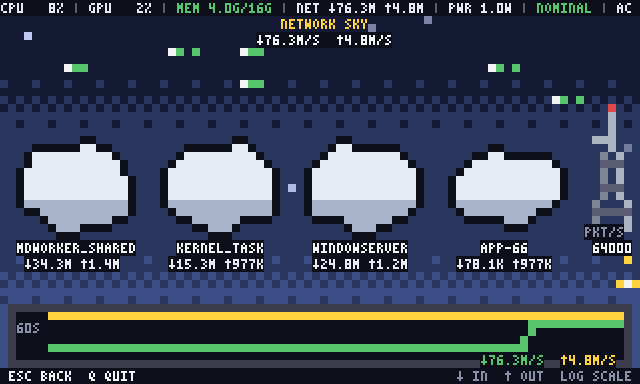 CPU 8% | GPU 2% | MEM 4.0G/16G | NET ↓76.3M ↑4.8M | PWR 1.0W | NOMINAL | AC
NETWORK SKY
↓76.3M/S ↑4.8M/S
PKT/S
MDWORKER_SHARED KERNEL_TASK WINDOWSERVER APP-66 64000
↓34.3M ↑1.4M ↓15.3M ↑977K ↓24.8M ↑1.2M ↓78.1K ↑977K
60S
↓76.3M/S ↑4.8M/S
ESC BACK Q QUIT ↓ IN ↑ OUT LOG SCALE